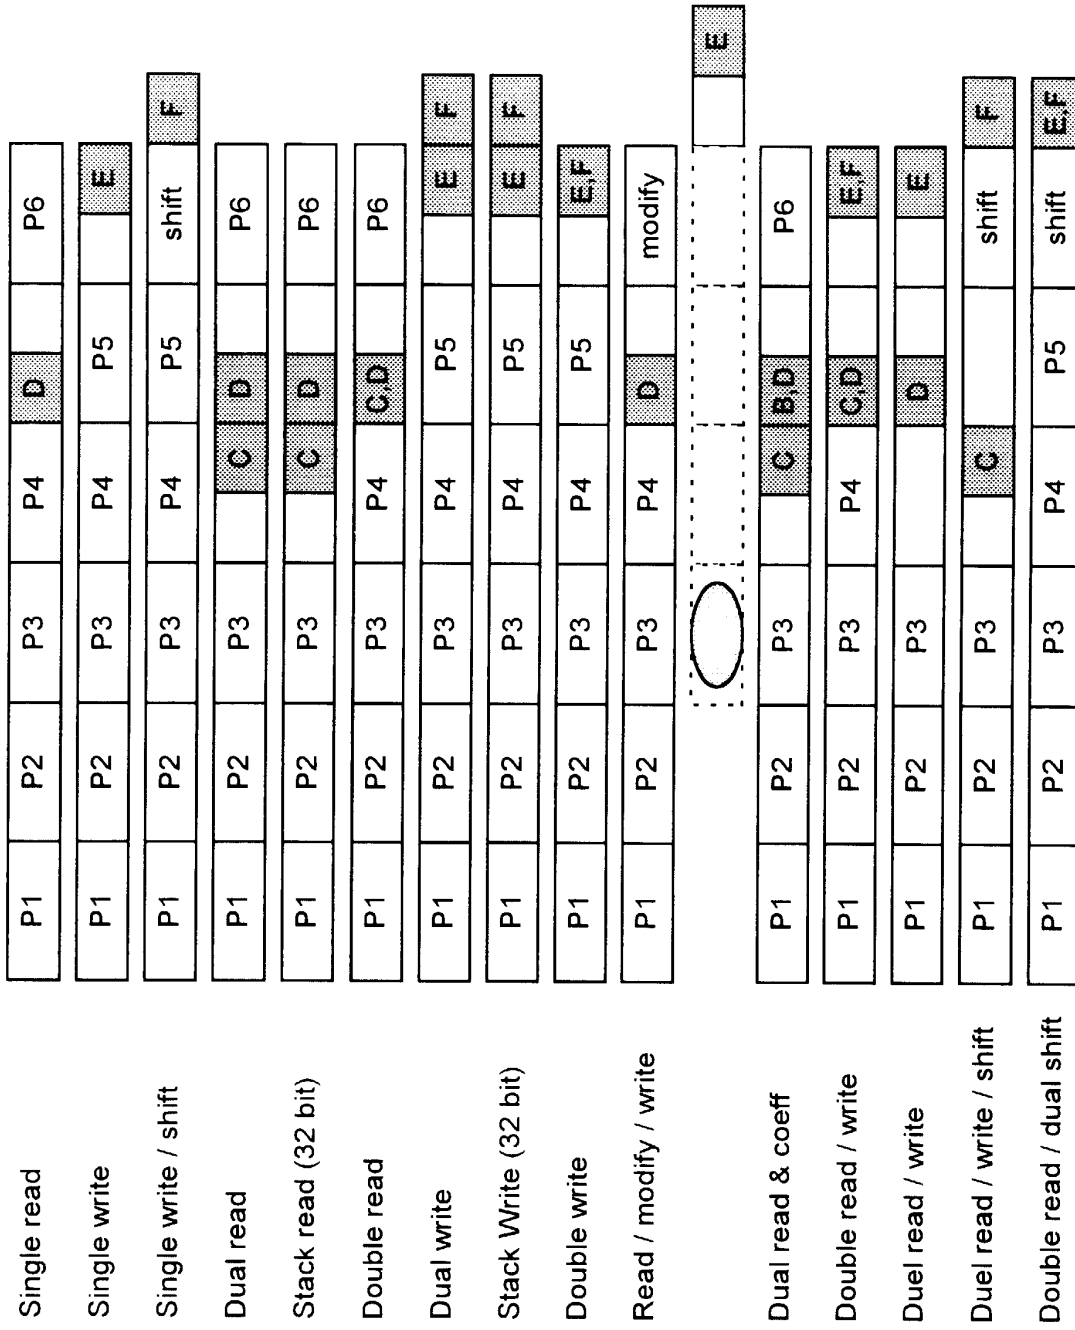 Single read P1 P2 P3 P4 D P6
Single write P1 P2 P3 P4 P5 E
Single write / shift P1 P2 P3 P4 P5 shift F
Dual read P1 P2 P3 C D P6
Stack read (32 bit) P1 P2 P3 C D P6
Double read P1 P2 P3 P4 C,D P6
Dual write P1 P2 P3 P4 P5 E F
Stack Write (32 bit) P1 P2 P3 P4 P5 E F
Double write P1 P2 P3 P4 P5 E,F
Read / modify / write P1 P2 P3 P4 D modify
E
Dual read & coeff P1 P2 P3 C B,D P6
Double read / write P1 P2 P3 P4 C,D E,F
Duel read / write P1 P2 P3 D E
Duel read / write / shift P1 P2 P3 C shift F
Double read / dual shift P1 P2 P3 P4 P5 shift E,F